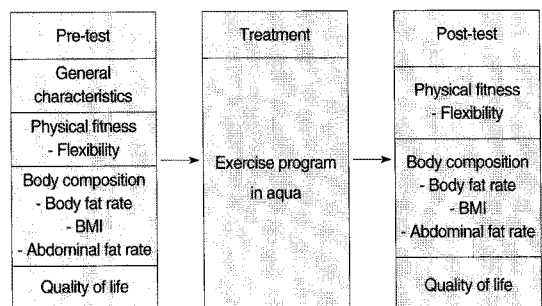 Pre-test
General
characteristics
Physical fitness
- Flexibility
Body composition
- Body fat rate
- BMI
- Abdominal fat rate
Quality of life
Treatment
Exercise program
in aqua
Post-test
Physical fitness
- Flexibility
Body composition
- Body fat rate
- BMI
- Abdominal fat rate
Quality of life